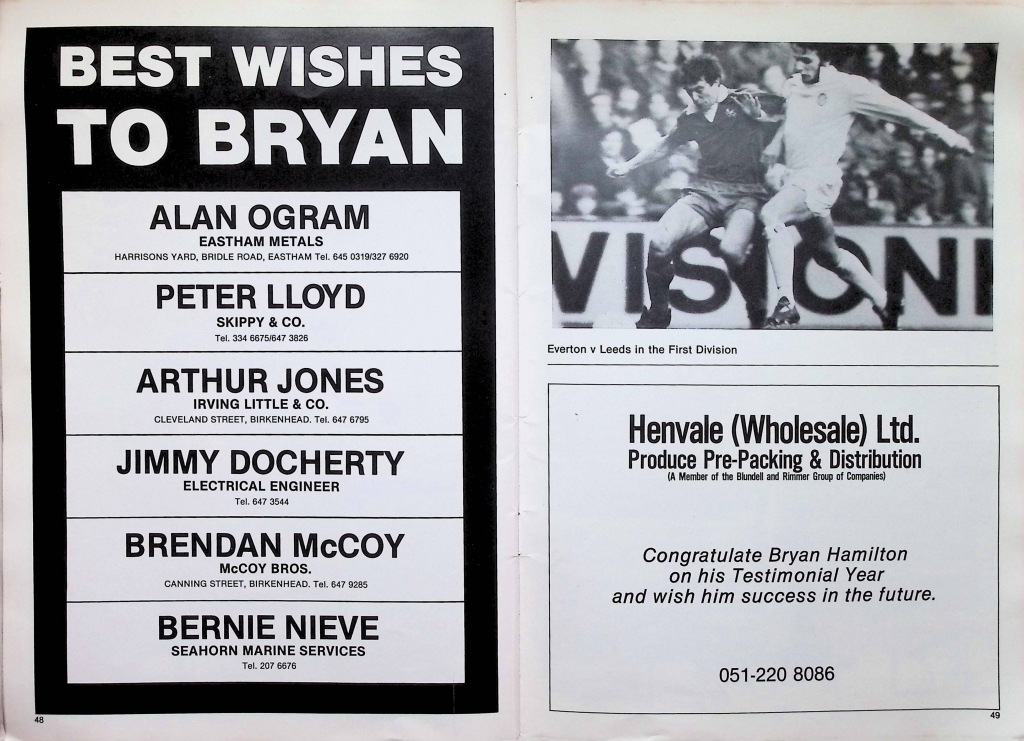 BEST WISHES
TO BRYAN
ALAN OGRAM
EASTHAM METALS
HARRISONS YARD, BRIDLE ROAD, EASTHAM Tel. 645 0319/327 6920
PETER LLOYD
SKIPPY & CO.
Tel. 334 6675/647 3826
ARTHUR JONES
IRVING LITTLE & CO.
CLEVELAND STREET, BIRKENHEAD. Tel. 647 6795
JIMMY DOCHERTY
ELECTRICAL ENGINEER
Tel. 647 3544
BRENDAN McCOY
McCOY BROS.
CANNING STREET, BIRKENHEAD. Tel. 647 9285
BERNIE NIEVE
SEAHORN MARINE SERVICES
Tel. 207 6676
48
VISION
Everton v Leeds in the First Division
Henvale (Wholesale) Ltd.
Produce Pre-Packing & Distribution
(A Member of the Blundell and Rimmer Group of Companies)
Congratulate Bryan Hamilton
on his Testimonial Year
and wish him success in the future.
051-220 8086
49